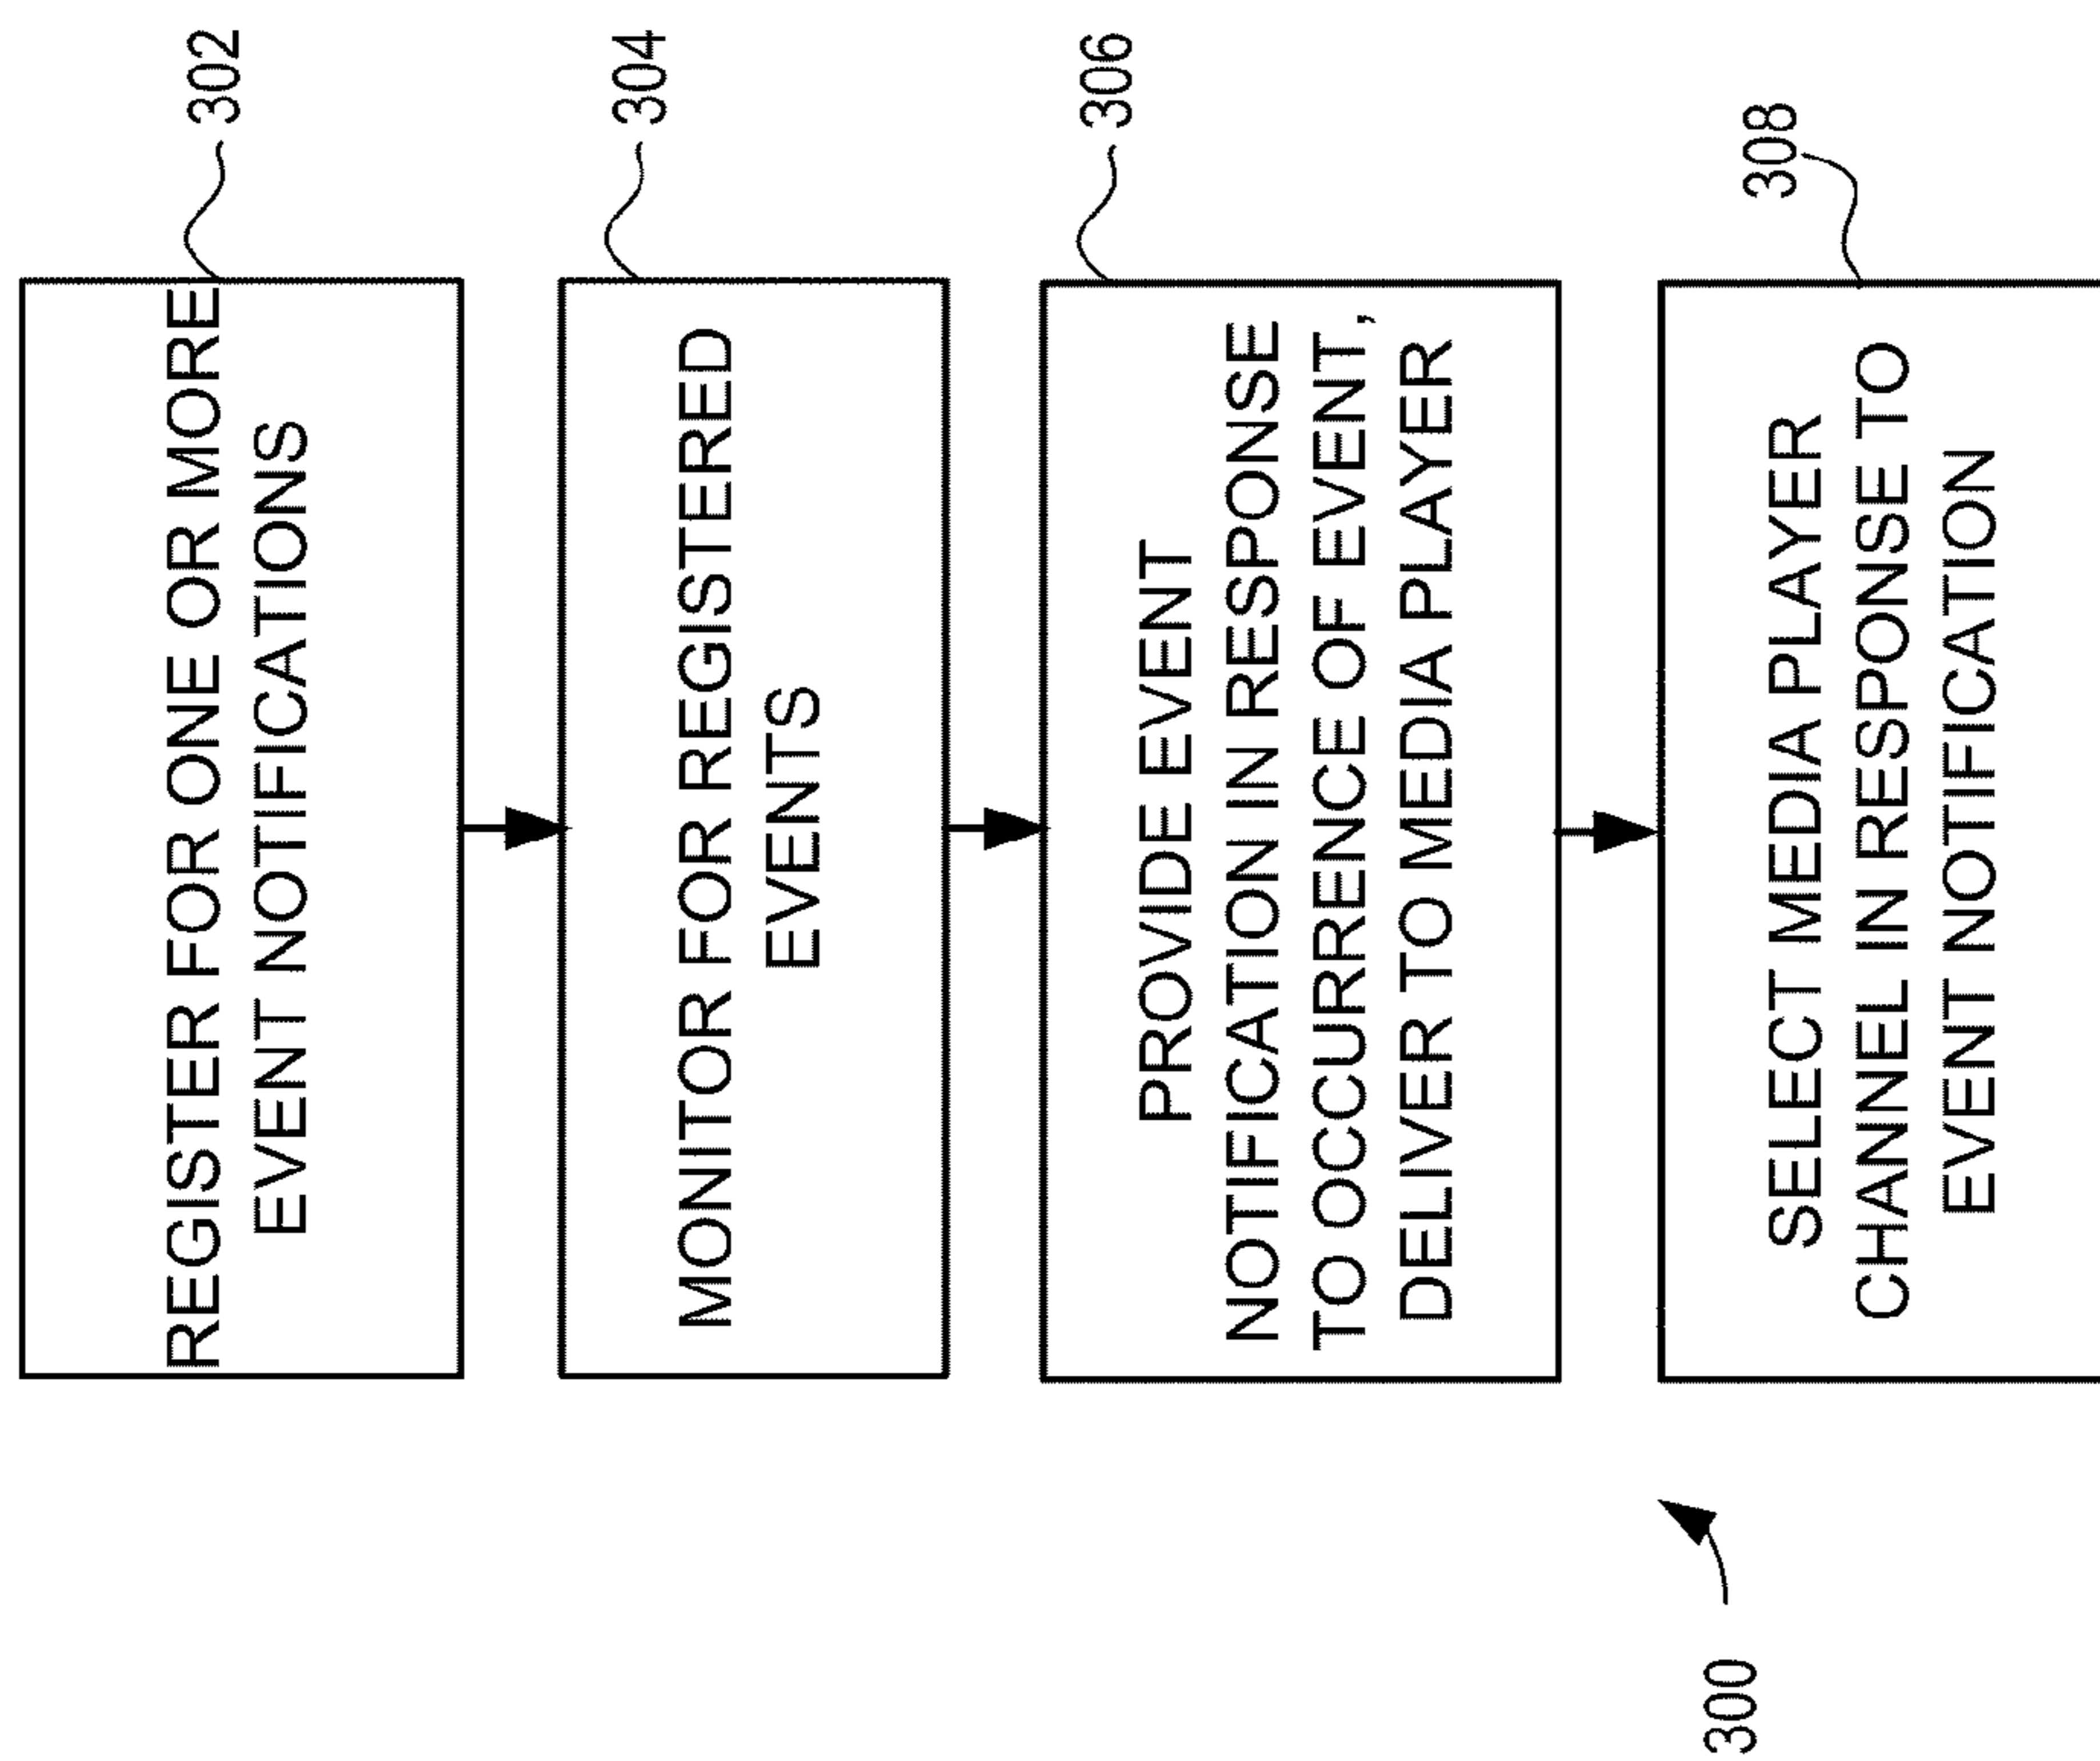 REGISTER FOR ONE OR MORE
EVENT NOTIFICATIONS
302
MONITOR FOR REGISTERED
EVENTS
304
PROVIDE EVENT
NOTIFICATION IN RESPONSE
TO OCCURRENCE OF EVENT,
DELIVER TO MEDIA PLAYER
306
SELECT MEDIA PLAYER
CHANNEL IN RESPONSE TO
EVENT NOTIFICATION
308
300